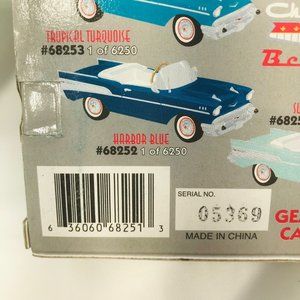 TROPICAL TURQUOISE
#68253 1 of 6250
HARBOR BLUE
#68252 1 of 6250
6 36060 68251 3
SERIAL NO.
05369
MADE IN CHINA